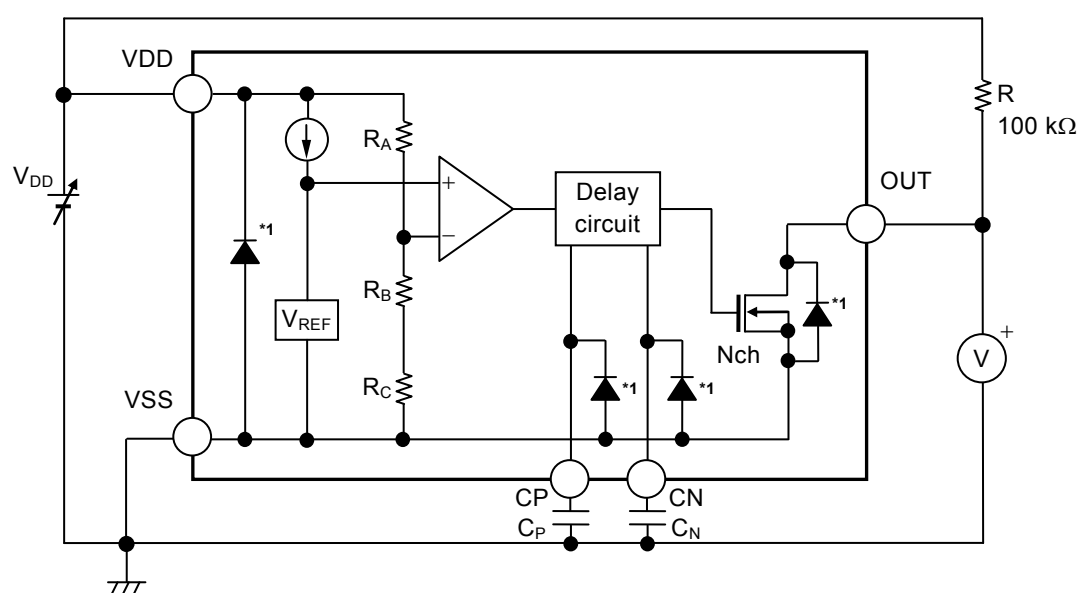 VDD
R
100 kΩ
*1
RA
VDD
+
−
Delay
circuit
OUT
*1
RB
VREF
Nch
+
V
RC
*1
*1
VSS
CP
CN
CP
CN